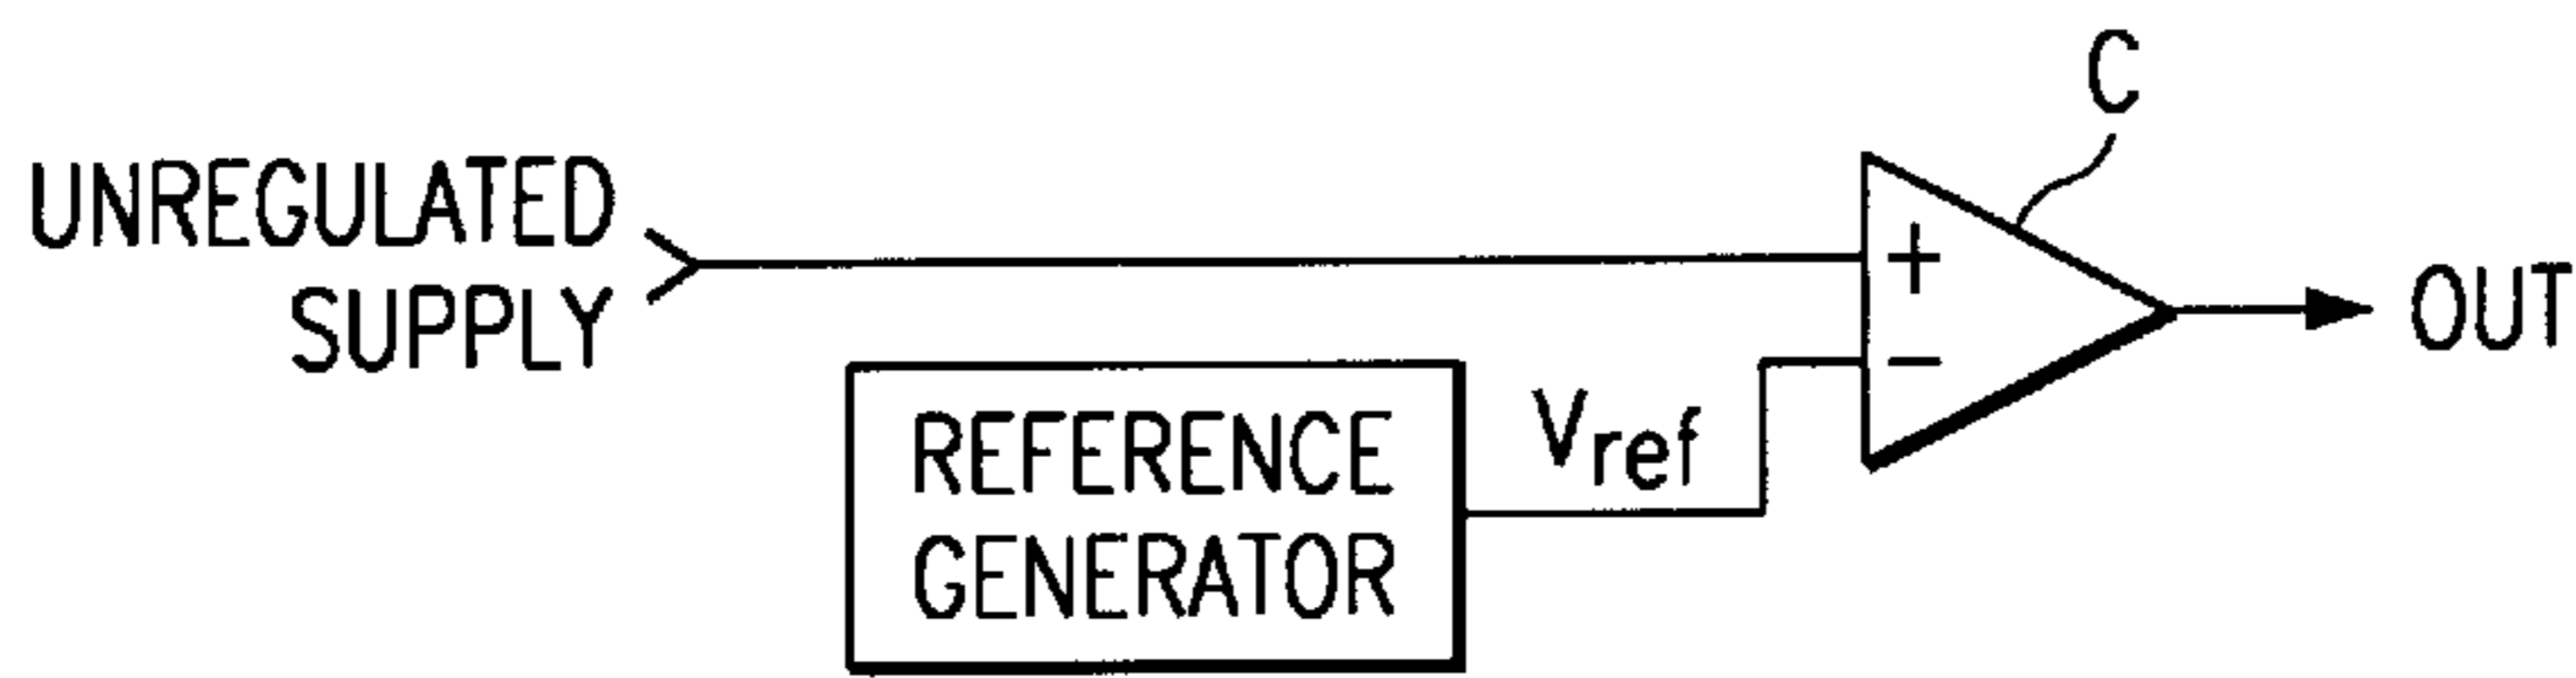 UNREGULATED
SUPPLY
REFERENCE
GENERATOR
Vref
+
−
C
OUT